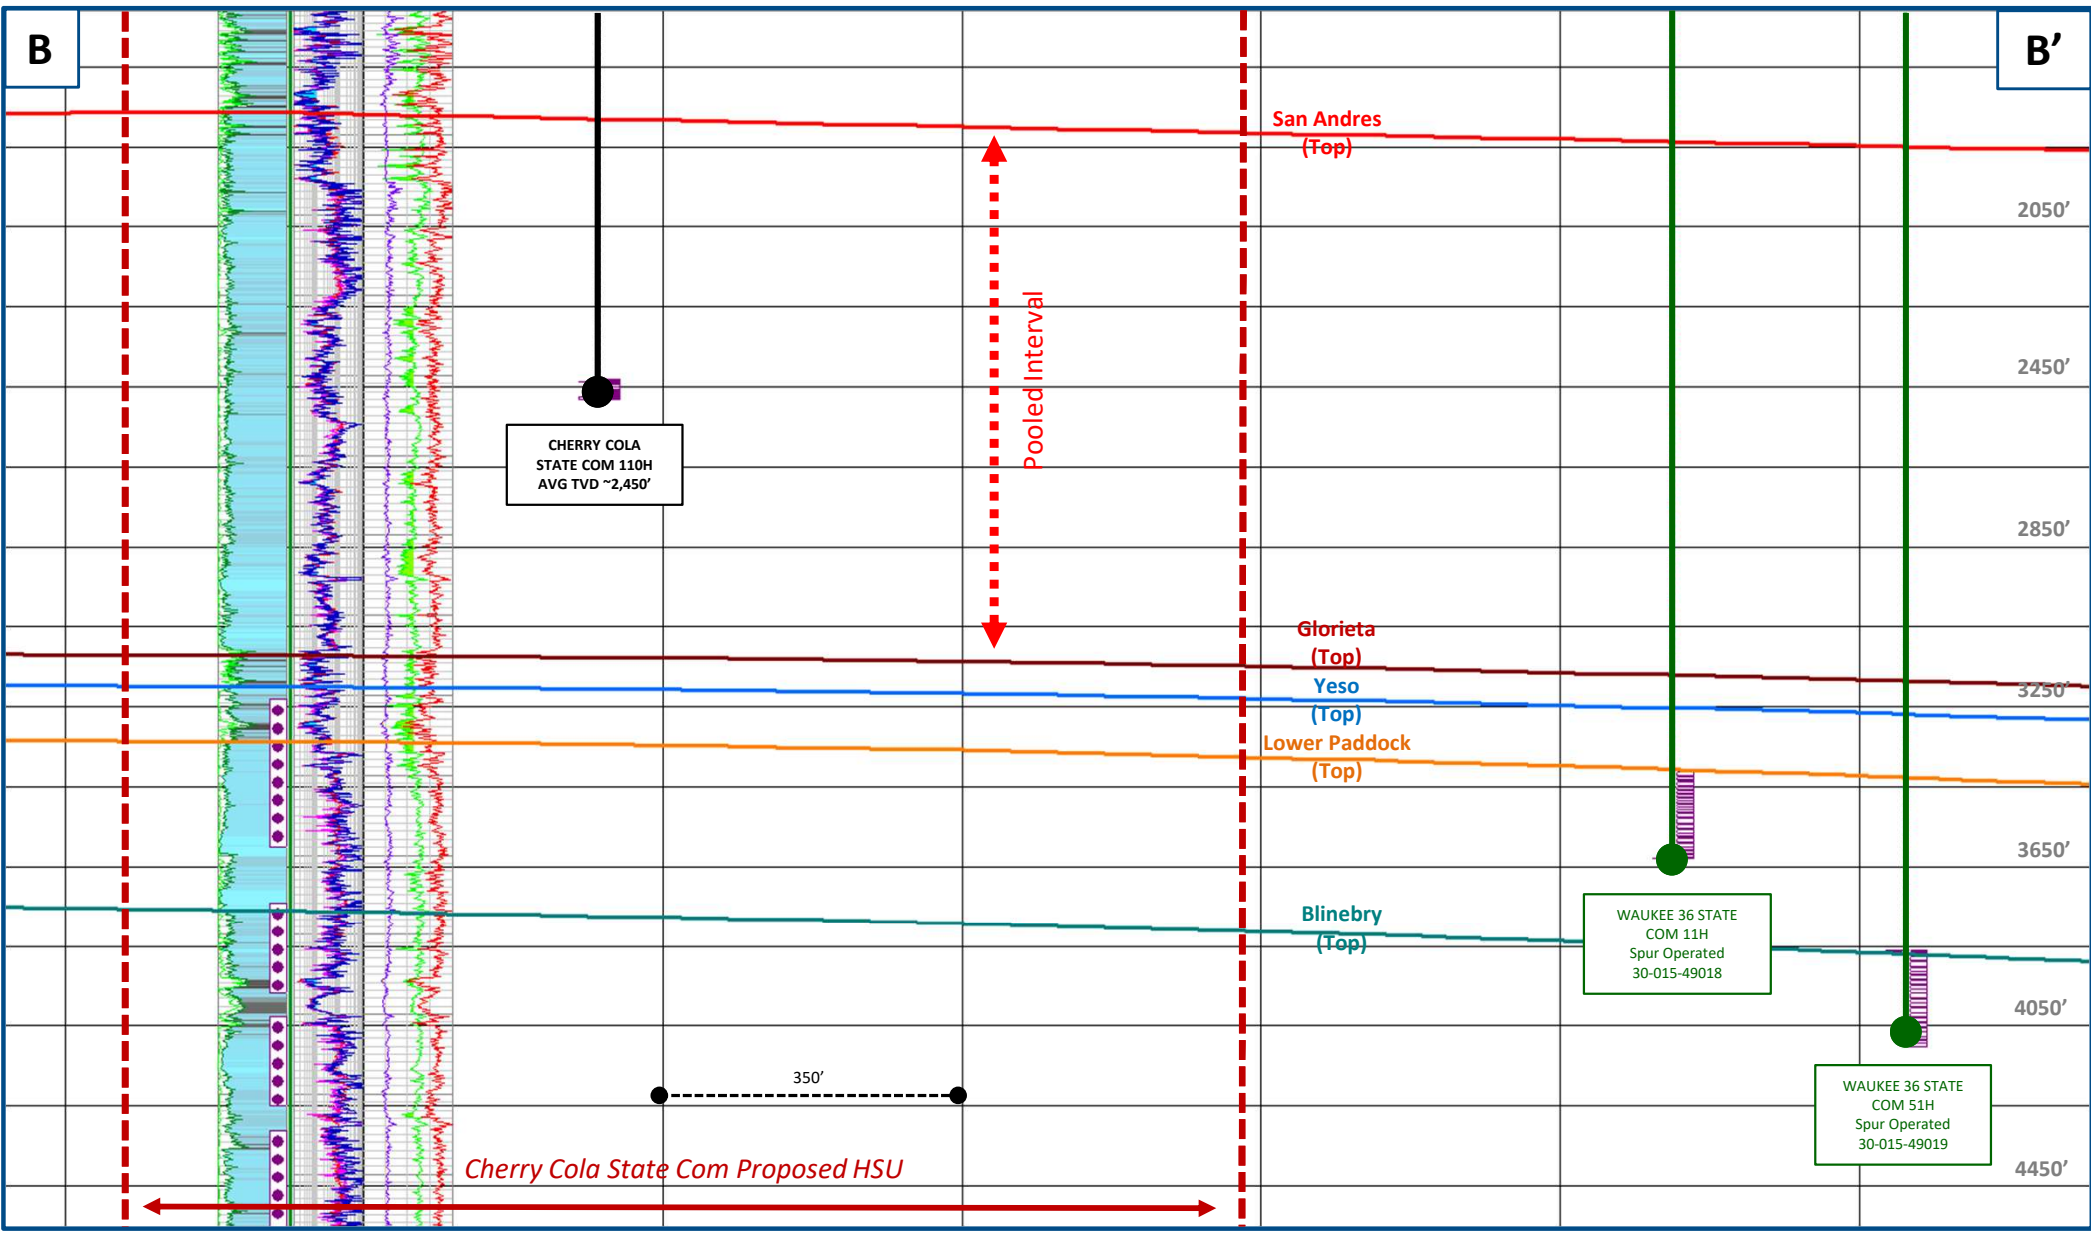 B
B’
San Andres
(Top)
2050’
Pooled Interval
2450’
CHERRY COLA
STATE COM 110H
AVG TVD ~2,450’
2850’
Glorieta
(Top)
Yeso
(Top)
3250’
Lower Paddock
(Top)
3650’
Blinebry
(Top)
WAUKEE 36 STATE
COM 11H
Spur Operated
30-015-49018
4050’
350’
WAUKEE 36 STATE
COM 51H
Spur Operated
30-015-49019
Cherry Cola State Com Proposed HSU
4450’